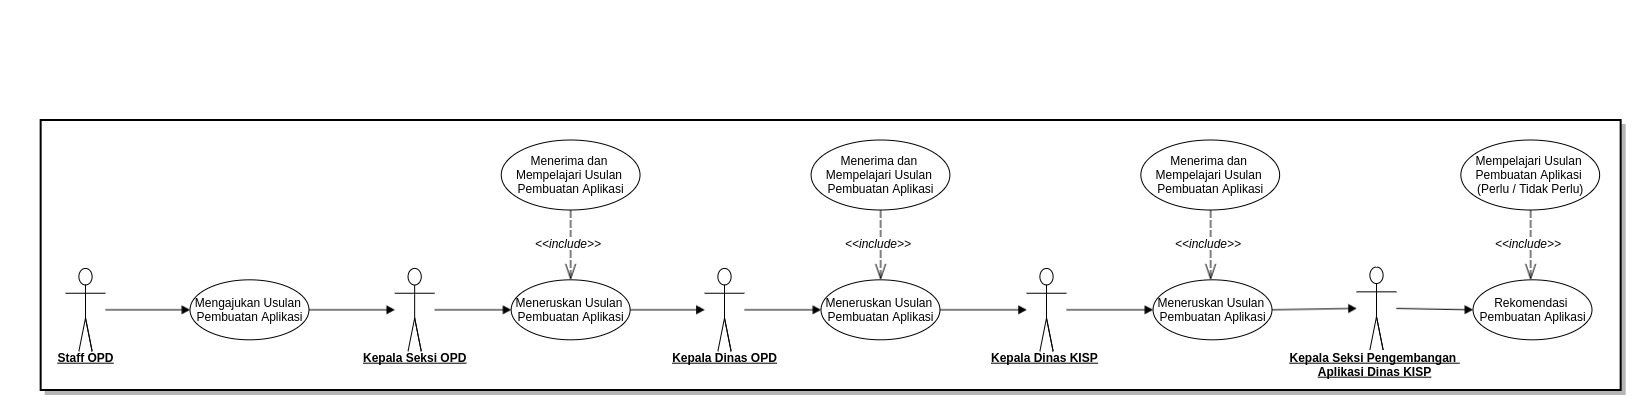 Menerima dan
Mempelajari Usulan
Pembuatan Aplikasi
Menerima dan
Mempelajari Usulan
Pembuatan Aplikasi
Menerima dan
Mempelajari Usulan
Pembuatan Aplikasi
Mempelajari Usulan
Pembuatan Aplikasi
(Perlu / Tidak Perlu)
<<include>>
<<include>>
<<include>>
<<include>>
Mengajukan Usulan
Pembuatan Aplikasi
Meneruskan Usulan
Pembuatan Aplikasi
Meneruskan Usulan
Pembuatan Aplikasi
Meneruskan Usulan
Pembuatan Aplikasi
Rekomendasi
Pembuatan Aplikasi
Staff OPD
Kepala Seksi OPD
Kepala Dinas OPD
Kepala Dinas KISP
Kepala Seksi Pengembangan
Aplikasi Dinas KISP